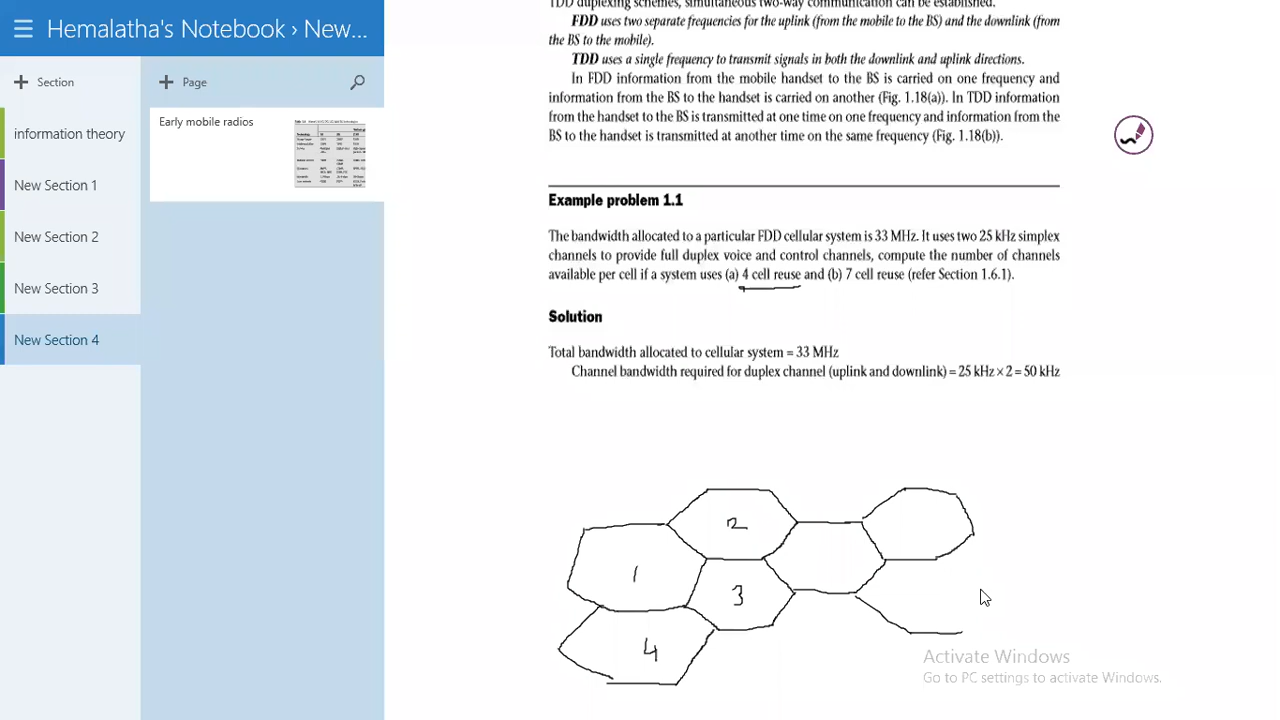 Hemalatha's Notebook › New...
+ Section
+ Page
information theory
New Section 1
New Section 2
New Section 3
New Section 4
Early mobile radios
TDD duplexing schemes, simultaneous two-way communication can be established.
FDD uses two separate frequencies for the uplink (from the mobile to the BS) and the downlink (from
the BS to the mobile).
TDD uses a single frequency to transmit signals in both the downlink and uplink directions.
In FDD information from the mobile handset to the BS is carried on one frequency and
information from the BS to the handset is carried on another (Fig. 1.18(a)). In TDD information
from the handset to the BS is transmitted at one time on one frequency and information from the
BS to the handset is transmitted at another time on the same frequency (Fig. 1.18(b)).
Example problem 1.1
The bandwidth allocated to a particular FDD cellular system is 33 MHz. It uses two 25 kHz simplex
channels to provide full duplex voice and control channels, compute the number of channels
available per cell if a system uses (a) 4 cell reuse and (b) 7 cell reuse (refer Section 1.6.1).
Solution
Total bandwidth allocated to cellular system = 33 MHz
Channel bandwidth required for duplex channel (uplink and downlink) = 25 kHz × 2 = 50 kHz
2
1
3
4
Activate Windows
Go to PC settings to activate Windows.